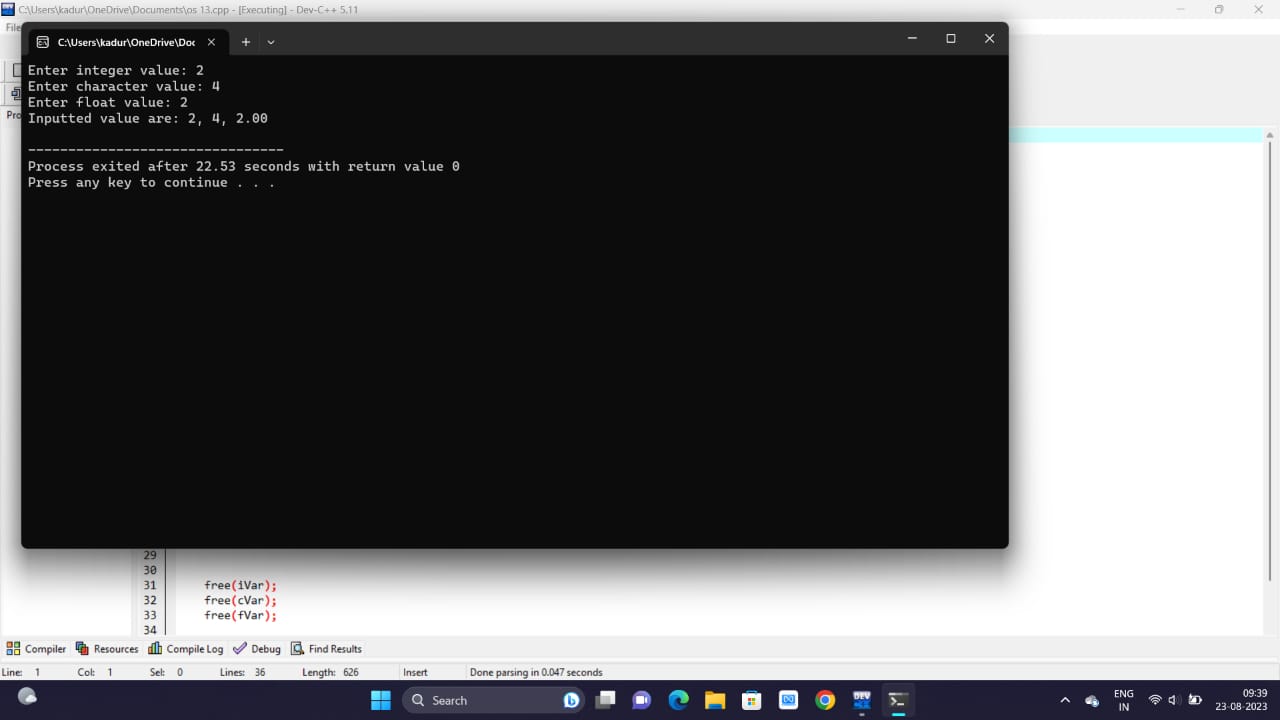 C:\Users\kadur\OneDrive\Documents\os 13.cpp - [Executing] - Dev-C++ 5.11
File
C:\Users\kadur\OneDrive\Doc
Pro
Enter integer value: 2
Enter character value: 4
Enter float value: 2
Inputted value are: 2, 4, 2.00
--------------------------------
Process exited after 22.53 seconds with return value 0
Press any key to continue . . .
29
30
31 free(iVar);
32 free(cVar);
33 free(fVar);
34
Compiler Resources Compile Log Debug Find Results
Line: 1 Col: 1 Sel: 0 Lines: 36 Length: 626 Insert Done parsing in 0.047 seconds
Search
DEV
ENG
IN
09:39
23-08-2023